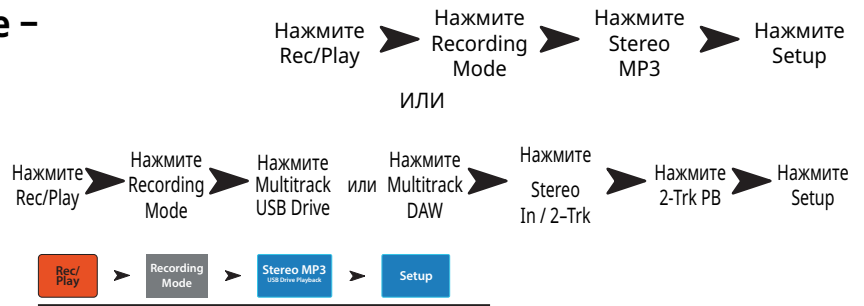 е –
Нажмите
Rec/Play
Нажмите
Recording
Mode
Нажмите
Stereo
MP3
Нажмите
Setup
ИЛИ
Нажмите
Rec/Play
Нажмите
Recording
Mode
Нажмите
Multitrack
USB Drive
или
Нажмите
Multitrack
DAW
Нажмите
Stereo
In / 2–Trk
Нажмите
2-Trk PB
Нажмите
Setup
Rec/
Play
Recording
Mode
Stereo MP3
USB Drive Playback
Setup